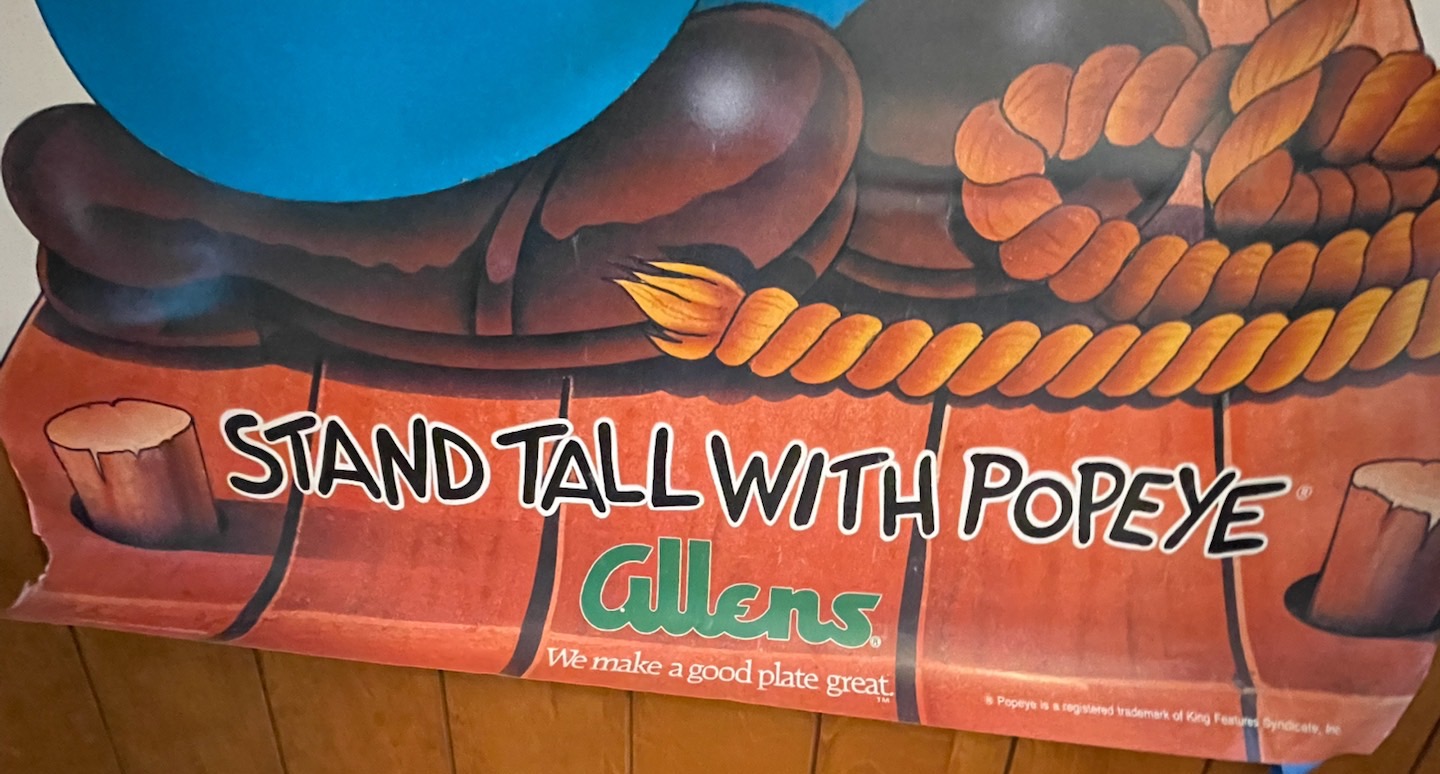 STAND TALL WITH POPEYE ®
Allens ®
We make a good plate great. ™
® Popeye is a registered trademark of King Features Syndicate, Inc.